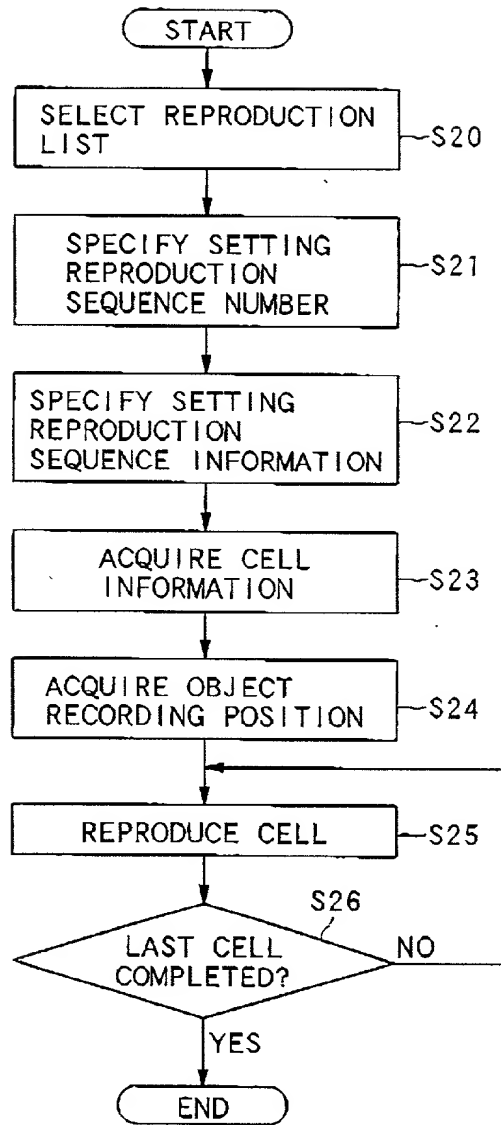 START
SELECT REPRODUCTION
LIST
S20
SPECIFY SETTING
REPRODUCTION
SEQUENCE NUMBER
S21
SPECIFY SETTING
REPRODUCTION
SEQUENCE INFORMATION
S22
ACQUIRE CELL
INFORMATION
S23
ACQUIRE OBJECT
RECORDING POSITION
S24
REPRODUCE CELL
S25
S26
LAST CELL
COMPLETED?
NO
YES
END